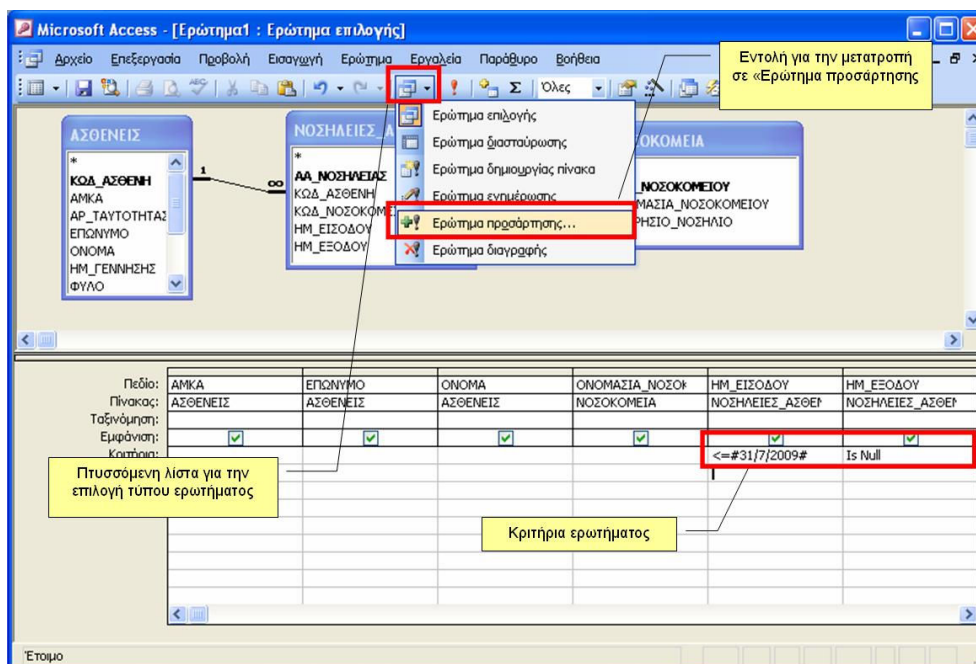 Microsoft Access - [Ερώτημα1 : Ερώτημα επιλογής]
Αρχείο Επεξεργασία Προβολή Εισαγωγή Ερώτημα Εργαλεία Παράθυρο Βοήθεια
Εντολή για την μετατροπή
σε «Ερώτημα προσάρτησης
Σ Όλες
Ερώτημα επιλογής
Ερώτημα διασταύρωσης
Ερώτημα δημιουργίας πίνακα
Ερώτημα ενημέρωσης
Ερώτημα προσάρτησης...
Ερώτημα διαγραφής
ΑΣΘΕΝΕΙΣ
*
ΚΩΔ_ΑΣΘΕΝΗ
ΑΜΚΑ
ΑΡ_ΤΑΥΤΟΤΗΤΑΣ
ΕΠΩΝΥΜΟ
ΟΝΟΜΑ
ΗΜ_ΓΕΝΝΗΣΗΣ
ΦΥΛΟ
1
∞
ΝΟΣΗΛΕΙΕΣ_Α
*
ΑΑ_ΝΟΣΗΛΕΙΑΣ
ΚΩΔ_ΑΣΘΕΝΗ
ΚΩΔ_ΝΟΣΟΚΟΜΕ
ΗΜ_ΕΙΣΟΔΟΥ
ΗΜ_ΕΞΟΔΟΥ
ΟΚΟΜΕΙΑ
_ΝΟΣΟΚΟΜΕΙΟΥ
ΜΑΣΙΑ_ΝΟΣΟΚΟΜΕΙΟΥ
ΡΗΣΙΟ_ΝΟΣΗΛΙΟ
Πεδίο: ΑΜΚΑ ΕΠΩΝΥΜΟ ΟΝΟΜΑ ΟΝΟΜΑΣΙΑ_ΝΟΣΟΚ ΗΜ_ΕΙΣΟΔΟΥ ΗΜ_ΕΞΟΔΟΥ
Πίνακας: ΑΣΘΕΝΕΙΣ ΑΣΘΕΝΕΙΣ ΑΣΘΕΝΕΙΣ ΝΟΣΟΚΟΜΕΙΑ ΝΟΣΗΛΕΙΕΣ_ΑΣΘΕΝ ΝΟΣΗΛΕΙΕΣ_ΑΣΘΕΝ
Ταξινόμηση:
Εμφάνιση:
Κριτήρια: <=#31/7/2009# Is Null
Πτυσσόμενη λίστα για την
επιλογή τύπου ερωτήματος
Κριτήρια ερωτήματος
Έτοιμο